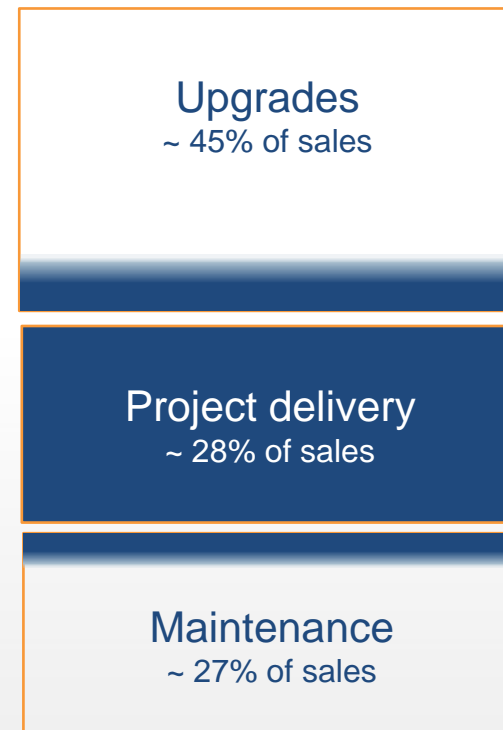 Upgrades
~ 45% of sales
Project delivery
~ 28% of sales
Maintenance
~ 27% of sales